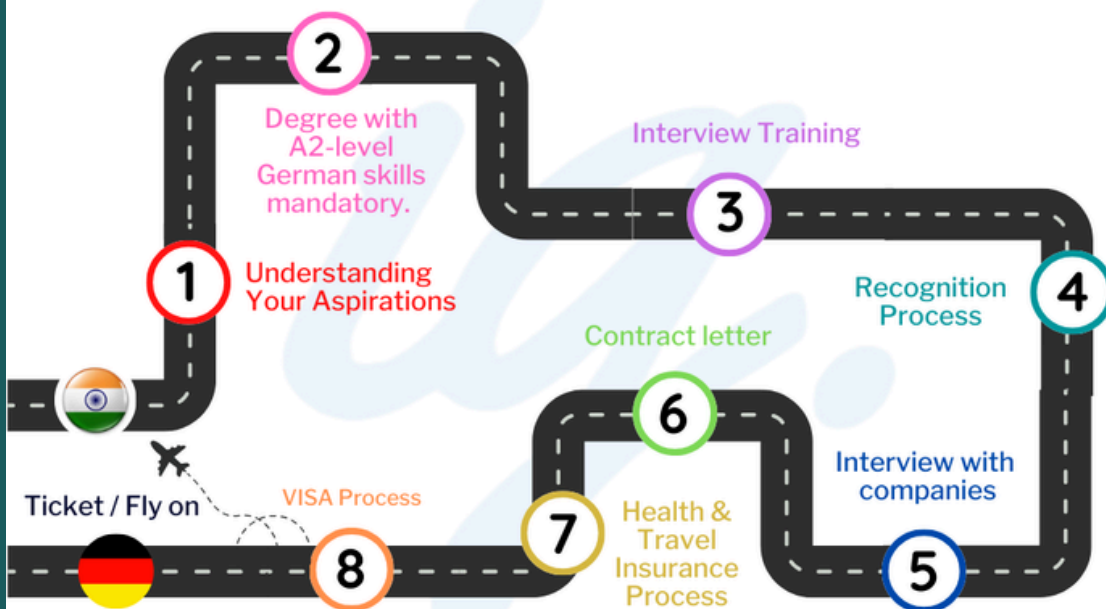 2
Degree with
A2-level
German skills
mandatory.
Interview Training
3
1
Understanding
Your Aspirations
Recognition
Process
4
Contract letter
6
Interview with
companies
5
Health &
Travel
Insurance
Process
7
VISA Process
8
Ticket / Fly on